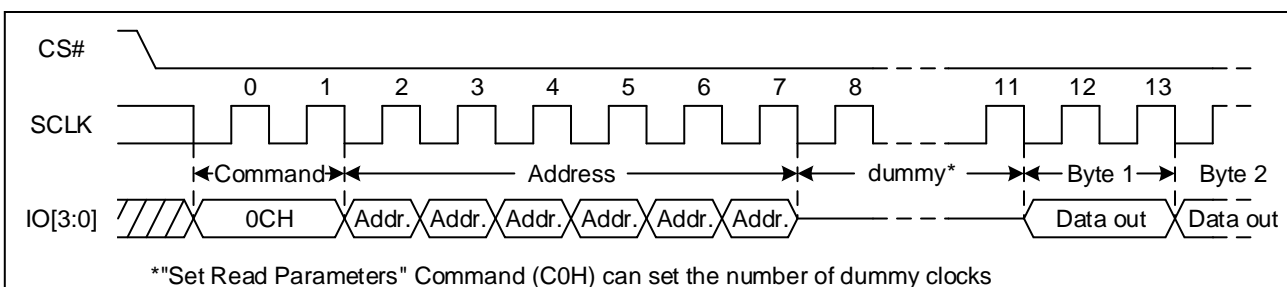 CS#
0 1 2 3 4 5 6 7 8 11 12 13
SCLK
Command Address dummy* Byte 1 Byte 2
IO[3:0] 0CH Addr. Addr. Addr. Addr. Addr. Addr. Data out Data out
*"Set Read Parameters" Command (C0H) can set the number of dummy clocks